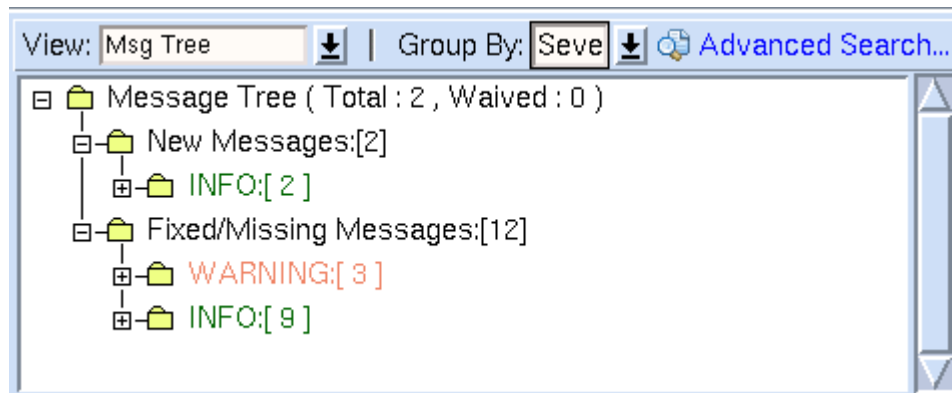 View: Msg Tree | Group By: Seve Advanced Search...
Message Tree ( Total : 2 , Waived : 0 )
New Messages:[2]
INFO:[ 2 ]
Fixed/Missing Messages:[12]
WARNING:[ 3 ]
INFO:[ 9 ]